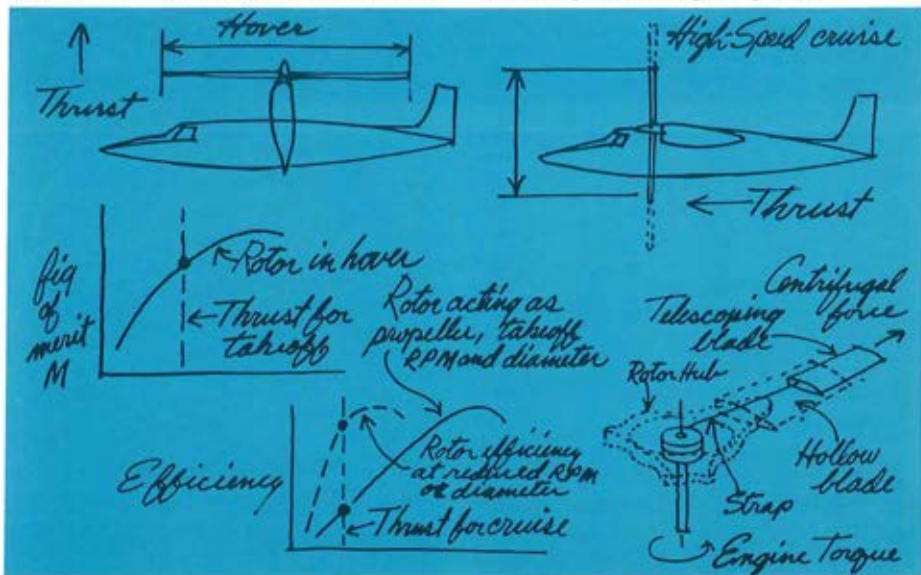 Hover
Thrust
High-Speed cruise
Thrust
fig
of
merit
M
Rotor in hover
Thrust for
takeoff
Rotor acting as
propeller, takeoff
RPM and diameter
Efficiency
Rotor efficiency
at reduced RPM
or diameter
Thrust for cruise
Centrifugal
force
Telescoping
blade
Rotor Hub
Hollow
blade
Strap
Engine Torque